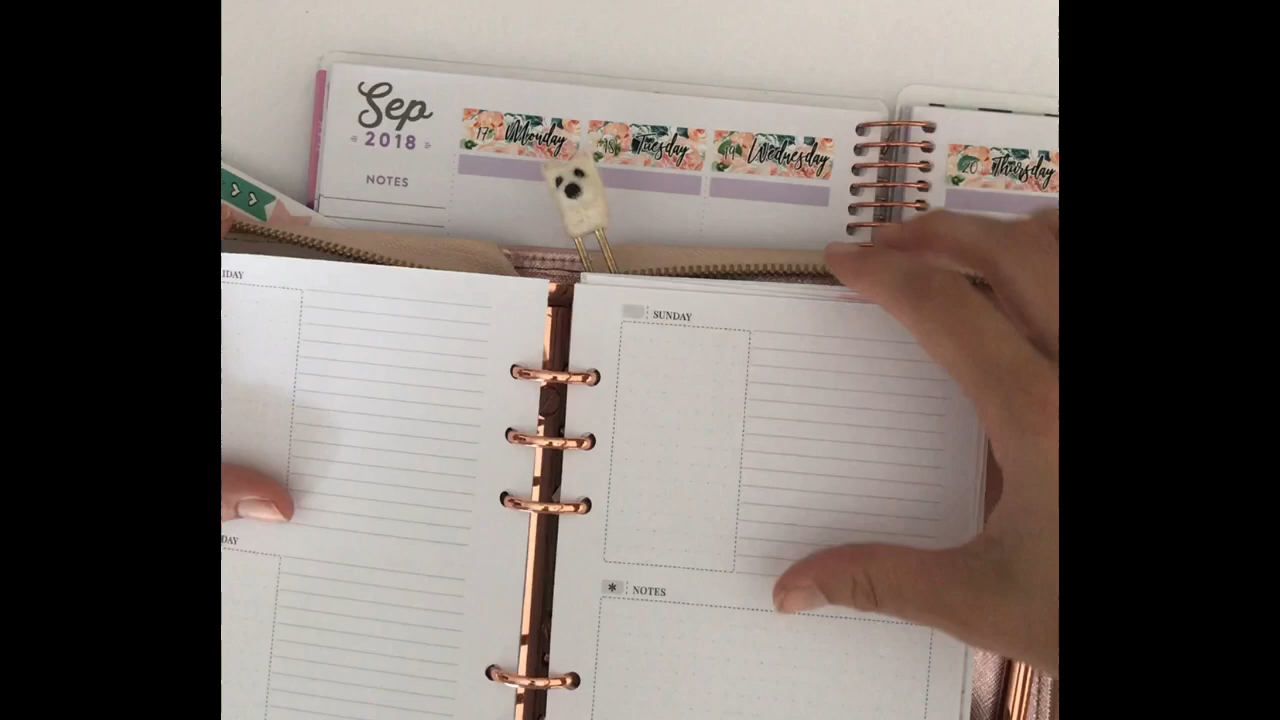 Sep
2018
NOTES
17 Monday
18 Tuesday
19 Wednesday
20 Thursday
IDAY
SUNDAY
DAY
* NOTES